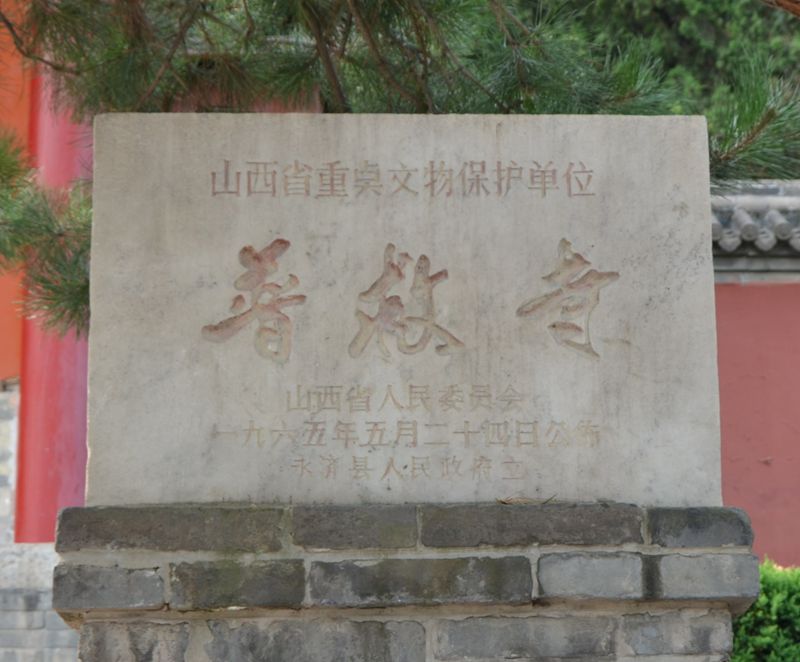 山西省重点文物保护单位
普救寺
山西省人民委员会
一九六五年五月二十四日公布
永济县人民政府立